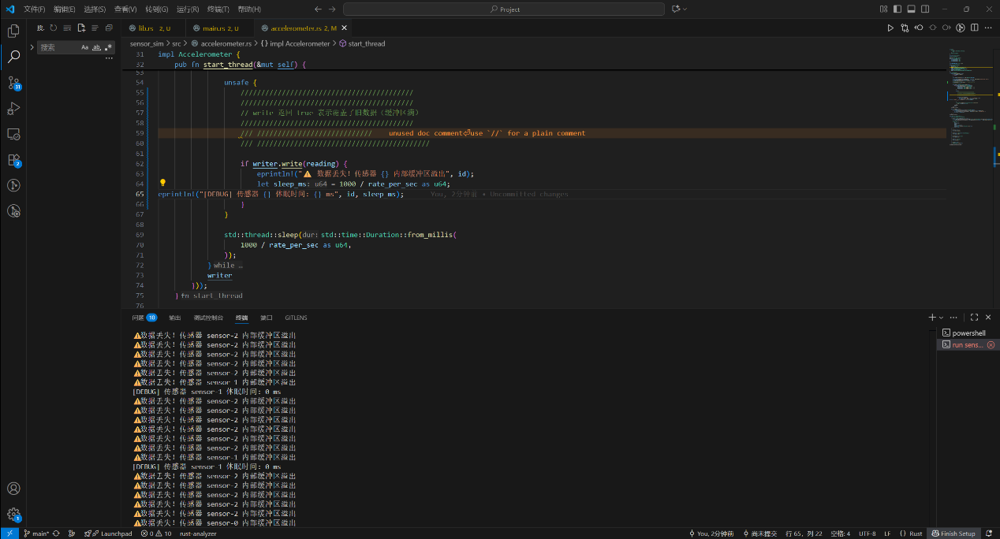 文件(F) 编辑(E) 选择(S) 查看(V) 转到(G) 运行(R) 终端(T) 帮助(H)
Project
lib.rs 2, U
main.rs 2, U
accelerometer.rs 2, M
搜索
Aa ab
sensor_sim > src > accelerometer.rs > {} impl Accelerometer > start_thread
31 impl Accelerometer {
32 pub fn start_thread(&mut self) {
53
54 unsafe {
55 ///////////////////////////////////////////
56 ///////////////////////////////////////////
57 // write 返回 true 表示覆盖了旧数据（缓冲区满）
58 ///////////////////////////////////////////
59 /// //////////////////////////// unused doc comment⏎use `//` for a plain comment
60 /// ///////////////////////////////////////////
61
62 if writer.write(reading) {
63 eprintln!("⚠️ 数据丢失! 传感器 {} 内部缓冲区溢出", id);
64 let sleep_ms: u64 = 1000 / rate_per_sec as u64;
65 eprintln!("[DEBUG] 传感器 {} 休眠时间: {} ms", id, sleep_ms); You, 2分钟前 • Uncommitted changes
66 }
67 }
68
69 std::thread::sleep(dur: std::time::Duration::from_millis(
70 1000 / rate_per_sec as u64,
71 ));
72 } while …
73 writer
74 }));
75 } fn start_thread
76
问题 10 输出 调试控制台 终端 端口 GITLENS
powershell
run sens...
⚠️数据丢失! 传感器 sensor-2 内部缓冲区溢出
⚠️数据丢失! 传感器 sensor-2 内部缓冲区溢出
⚠️数据丢失! 传感器 sensor-2 内部缓冲区溢出
⚠️数据丢失! 传感器 sensor-2 内部缓冲区溢出
⚠️数据丢失! 传感器 sensor-2 内部缓冲区溢出
⚠️数据丢失! 传感器 sensor-1 内部缓冲区溢出
[DEBUG] 传感器 sensor-1 休眠时间: 0 ms
⚠️数据丢失! 传感器 sensor-2 内部缓冲区溢出
⚠️数据丢失! 传感器 sensor-2 内部缓冲区溢出
⚠️数据丢失! 传感器 sensor-2 内部缓冲区溢出
⚠️数据丢失! 传感器 sensor-2 内部缓冲区溢出
⚠️数据丢失! 传感器 sensor-2 内部缓冲区溢出
⚠️数据丢失! 传感器 sensor-2 内部缓冲区溢出
⚠️数据丢失! 传感器 sensor-1 内部缓冲区溢出
[DEBUG] 传感器 sensor-1 休眠时间: 0 ms
⚠️数据丢失! 传感器 sensor-2 内部缓冲区溢出
⚠️数据丢失! 传感器 sensor-2 内部缓冲区溢出
⚠️数据丢失! 传感器 sensor-2 内部缓冲区溢出
⚠️数据丢失! 传感器 sensor-2 内部缓冲区溢出
⚠️数据丢失! 传感器 sensor-2 内部缓冲区溢出
⚠️数据丢失! 传感器 sensor-0 内部缓冲区溢出
31
2
1
main* Launchpad 0 10 rust-analyzer
You, 2分钟前 尚未提交 行 65，列 22 空格: 4 UTF-8 LF {} Rust Finish Setup